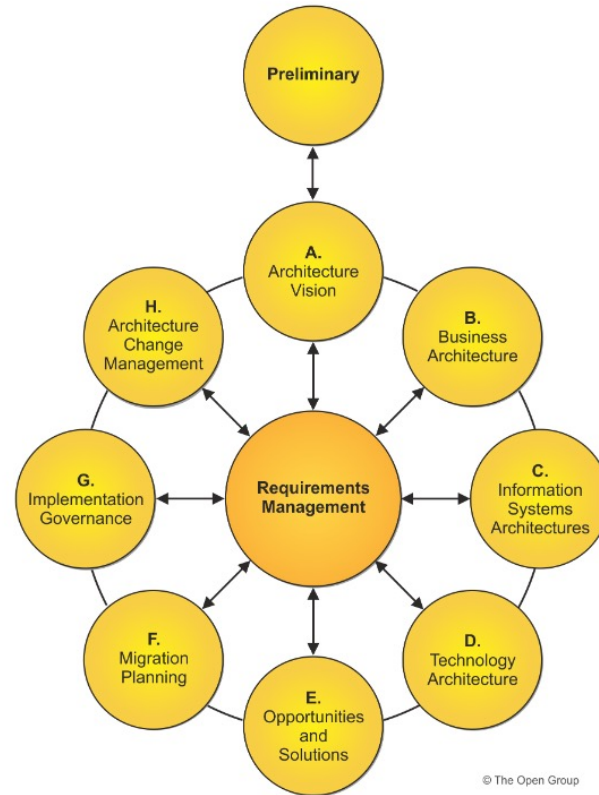 Preliminary
A.
Architecture
Vision
B.
Business
Architecture
C.
Information
Systems
Architectures
D.
Technology
Architecture
E.
Opportunities
and
Solutions
F.
Migration
Planning
G.
Implementation
Governance
H.
Architecture
Change
Management
Requirements
Management
© The Open Group